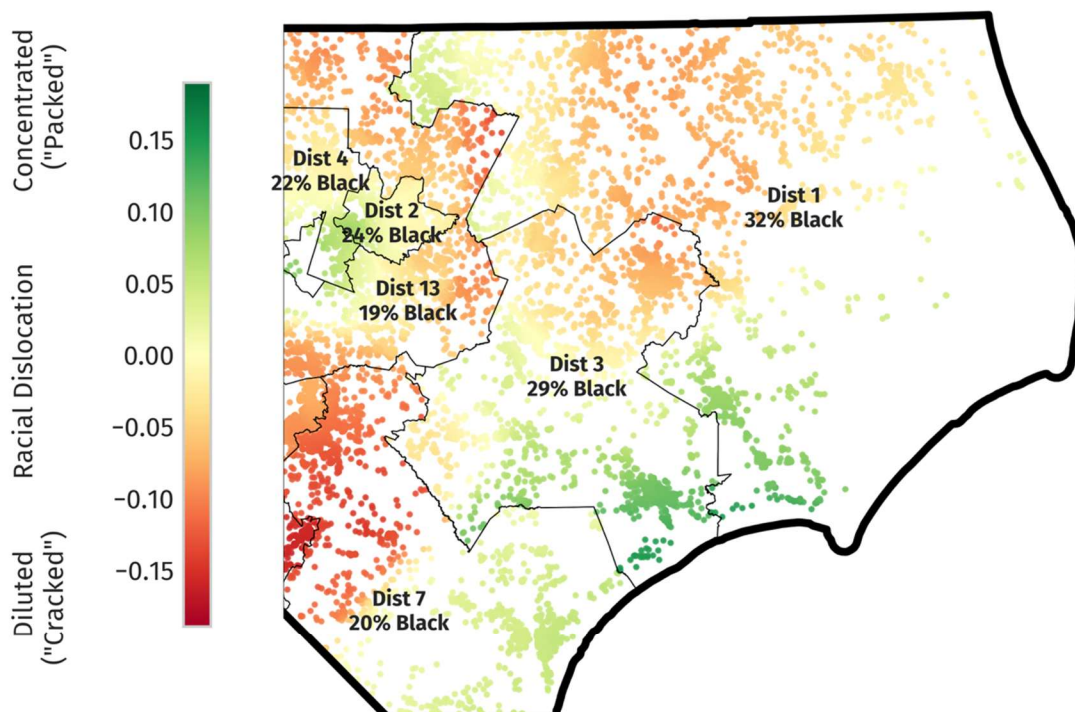 Concentrated
("Packed")
Racial Dislocation
Diluted
("Cracked")
0.15
0.10
0.05
0.00
−0.05
−0.10
−0.15
Dist 4
22% Black
Dist 2
24% Black
Dist 1
32% Black
Dist 13
19% Black
Dist 3
29% Black
Dist 7
20% Black